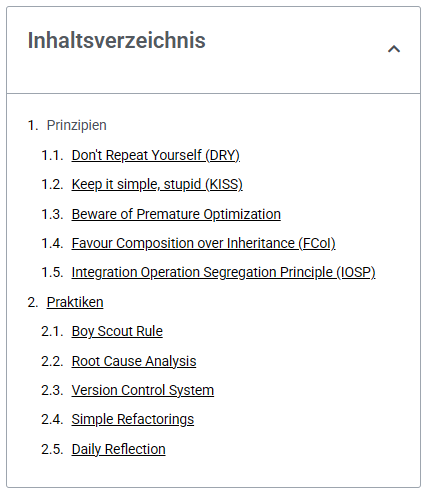 Inhaltsverzeichnis
1. Prinzipien
1.1. Don't Repeat Yourself (DRY)
1.2. Keep it simple, stupid (KISS)
1.3. Beware of Premature Optimization
1.4. Favour Composition over Inheritance (FCoI)
1.5. Integration Operation Segregation Principle (IOSP)
2. Praktiken
2.1. Boy Scout Rule
2.2. Root Cause Analysis
2.3. Version Control System
2.4. Simple Refactorings
2.5. Daily Reflection